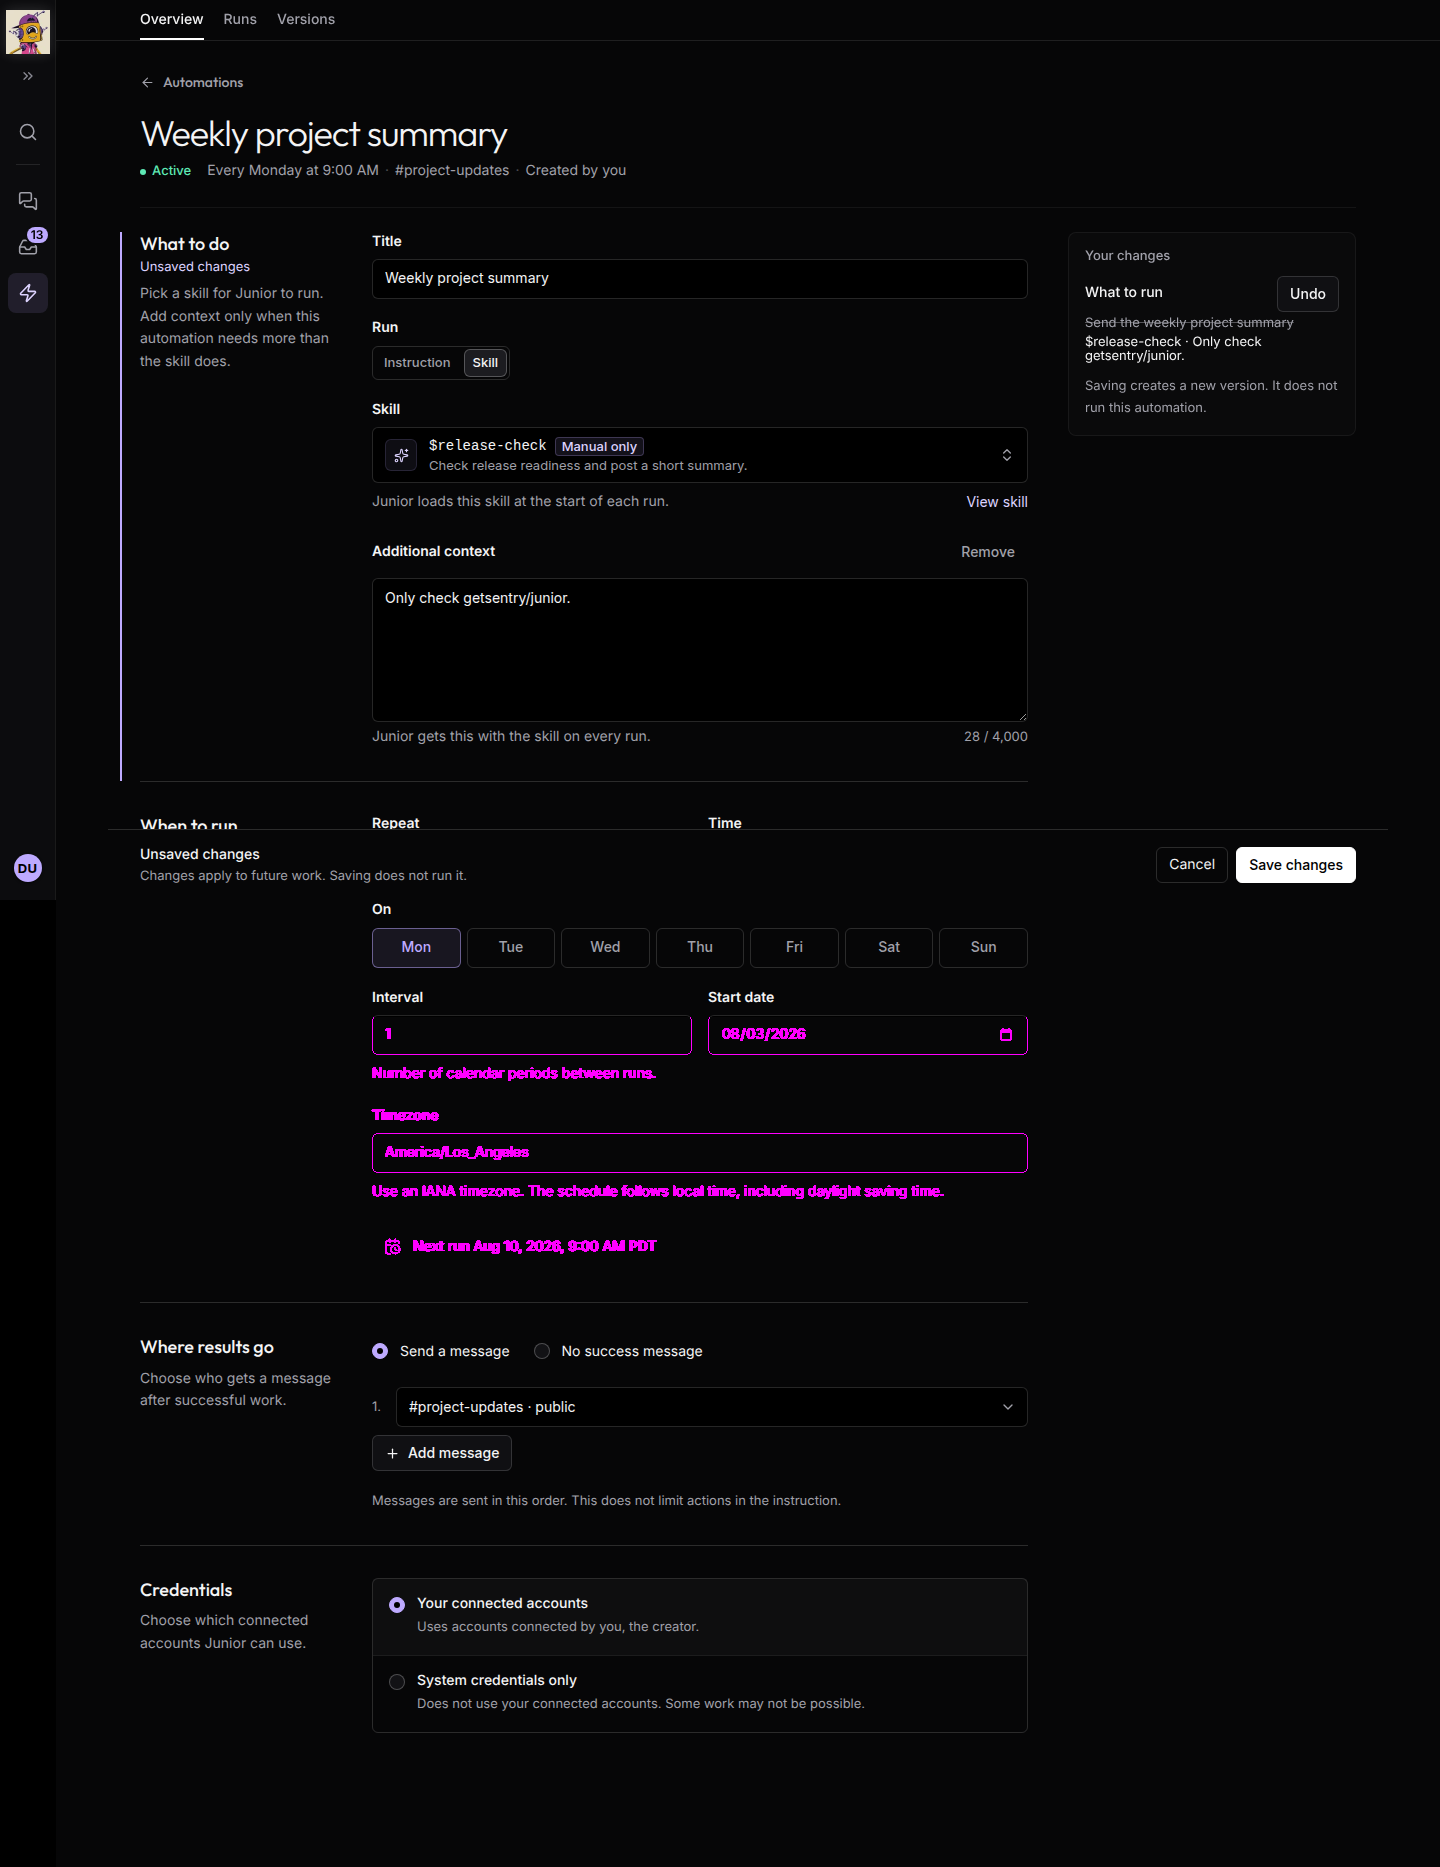 Overview Runs Versions
Automations
Weekly project summary
Active Every Monday at 9:00 AM · #project-updates · Created by you
13
What to do
Unsaved changes
Pick a skill for Junior to run.
Add context only when this
automation needs more than
the skill does.
Title
Weekly project summary
Run
Instruction Skill
Skill
$release-check Manual only
Check release readiness and post a short summary.
Junior loads this skill at the start of each run.
View skill
Additional context
Remove
Only check getsentry/junior.
Junior gets this with the skill on every run.
28 / 4,000
Your changes
What to run
Undo
Send the weekly project summary
$release-check · Only check
getsentry/junior.
Saving creates a new version. It does not
run this automation.
When to run
Repeat
Time
DU
Unsaved changes
Changes apply to future work. Saving does not run it.
Cancel
Save changes
On
Mon Tue Wed Thu Fri Sat Sun
Interval
Start date
1
08/03/2026
Number of calendar periods between runs.
Timezone
America/Los_Angeles
Use an IANA timezone. The schedule follows local time, including daylight saving time.
Next run Aug 10, 2026, 9:00 AM PDT
Where results go
Choose who gets a message
after successful work.
Send a message
No success message
1. #project-updates · public
Add message
Messages are sent in this order. This does not limit actions in the instruction.
Credentials
Choose which connected
accounts Junior can use.
Your connected accounts
Uses accounts connected by you, the creator.
System credentials only
Does not use your connected accounts. Some work may not be possible.